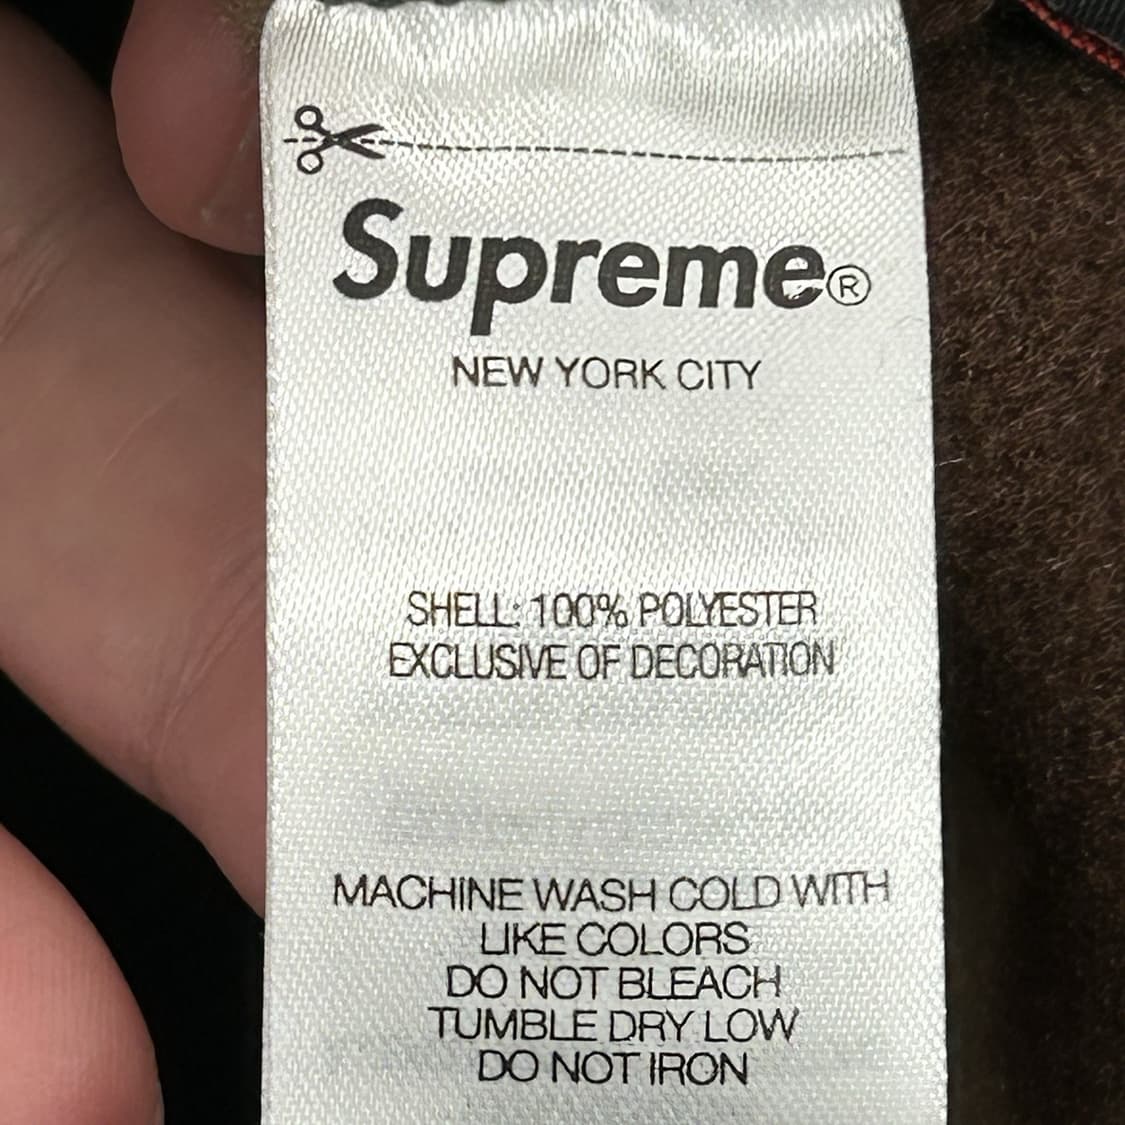 Supreme®
NEW YORK CITY
SHELL: 100% POLYESTER
EXCLUSIVE OF DECORATION
MACHINE WASH COLD WITH
LIKE COLORS
DO NOT BLEACH
TUMBLE DRY LOW
DO NOT IRON